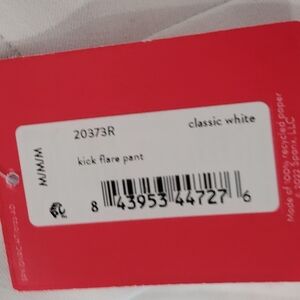 20373R
classic white
M/M/M
kick flare pant
8 43953 44727 6
Made of 100% recycled paper